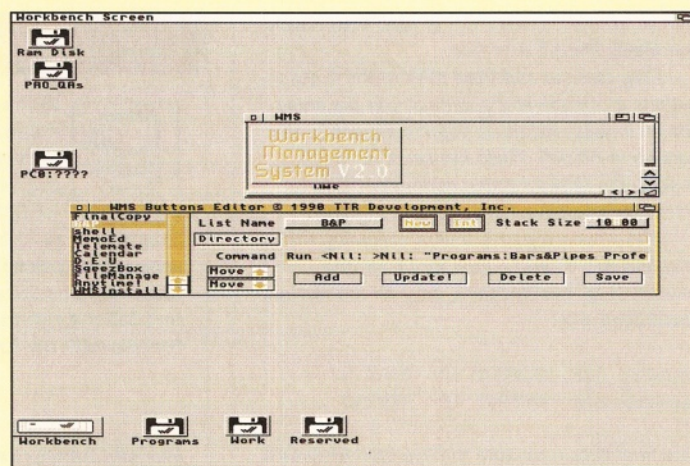 Workbench Screen
Ram Disk
PRO_QAs
PC0:????
WMS
Workbench
Management
System V2.0
WMS Buttons Editor © 1990 TTR Development, Inc.
FinalCopy
B&P
shell
MemoEd
Telemate
Calendar
D.E.U.
SqeezBox
FileManage
Anytime!
WMSInstall
List Name B&P New Int Stack Size 10 00
Directory
Command Run <Nil: >Nil: "Programs:Bars&Pipes Profe
Move
Move
Add Update! Delete Save
Workbench
Programs
Work
Reserved